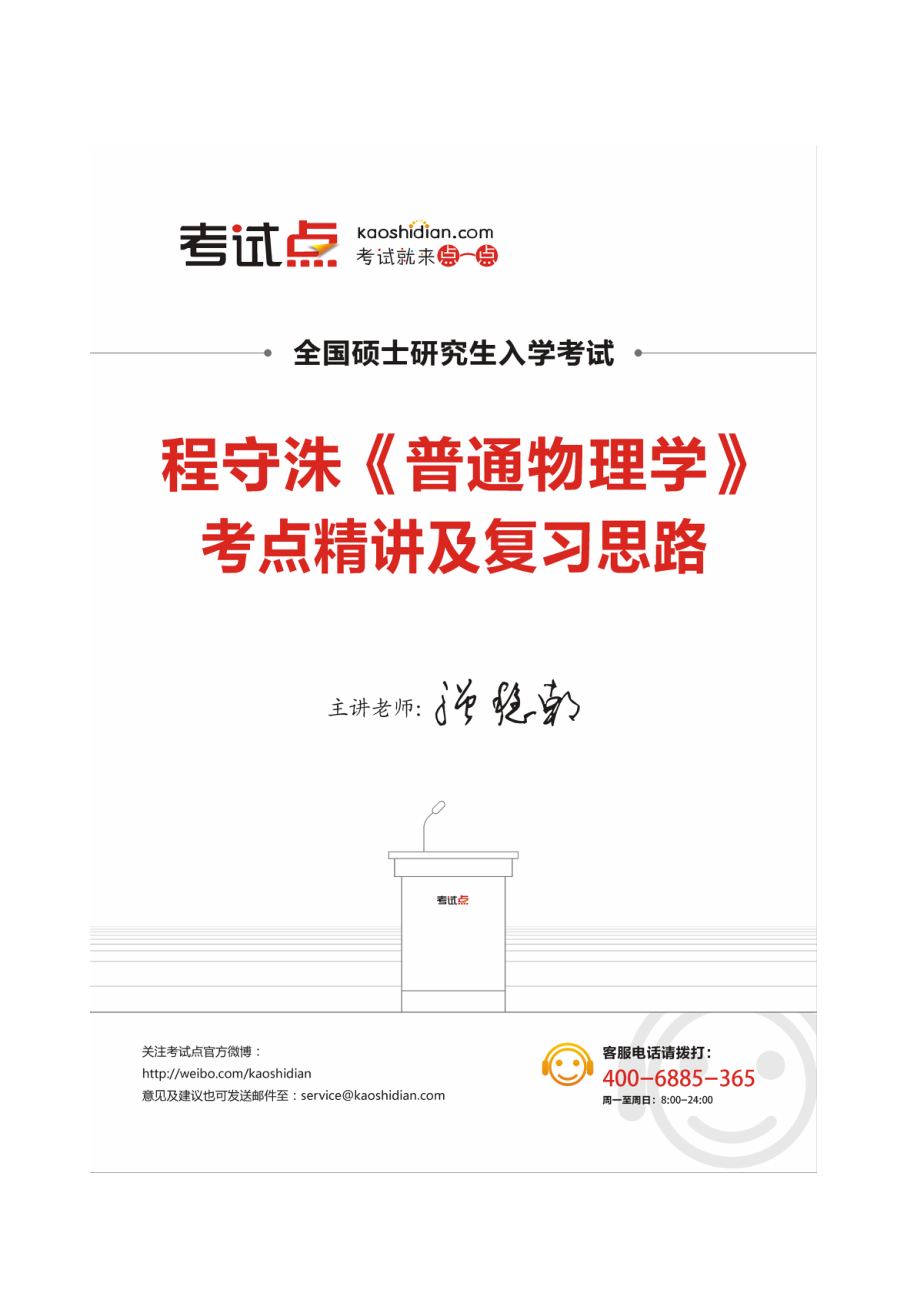 考试点
kaoshidian.com
考试就来点一点
全国硕士研究生入学考试
程守洙《普通物理学》
考点精讲及复习思路
主讲老师：
考试点
关注考试点官方微博：
http://weibo.com/kaoshidian
意见及建议也可发送邮件至：service@kaoshidian.com
客服电话请拨打：
400-6885-365
周一至周日：8:00-24:00